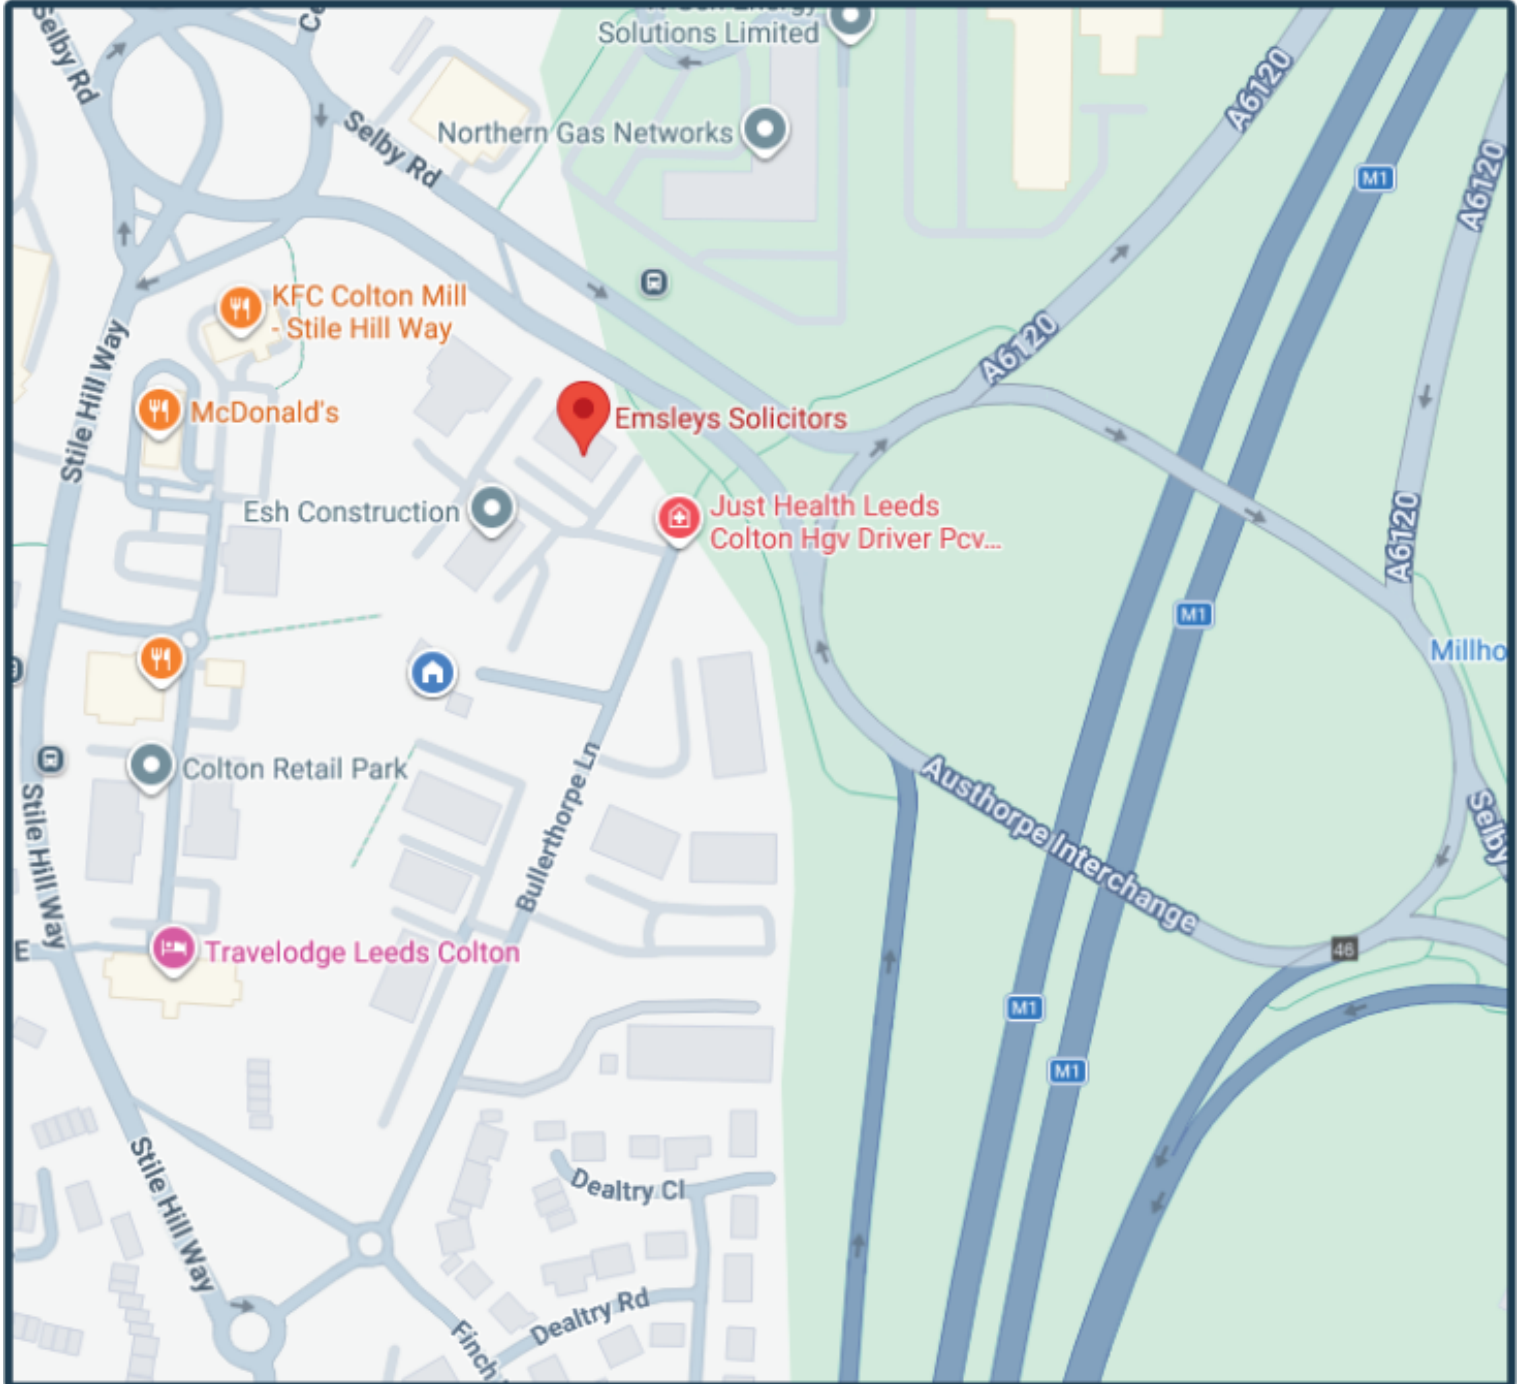 Selby Rd
Solutions Limited
Northern Gas Networks
Selby Rd
A6120
M1
A6120
KFC Colton Mill
- Stile Hill Way
A6120
Stile Hill Way
McDonald's
Emsleys Solicitors
Esh Construction
Just Health Leeds
Colton Hgv Driver Pcv...
A6120
M1
Millho
Colton Retail Park
Bullerthorpe Ln
Austhorpe Interchange
Selby
Stile Hill Way
E
Travelodge Leeds Colton
46
M1
M1
Stile Hill Way
Dealtry Cl
Dealtry Rd
Finch